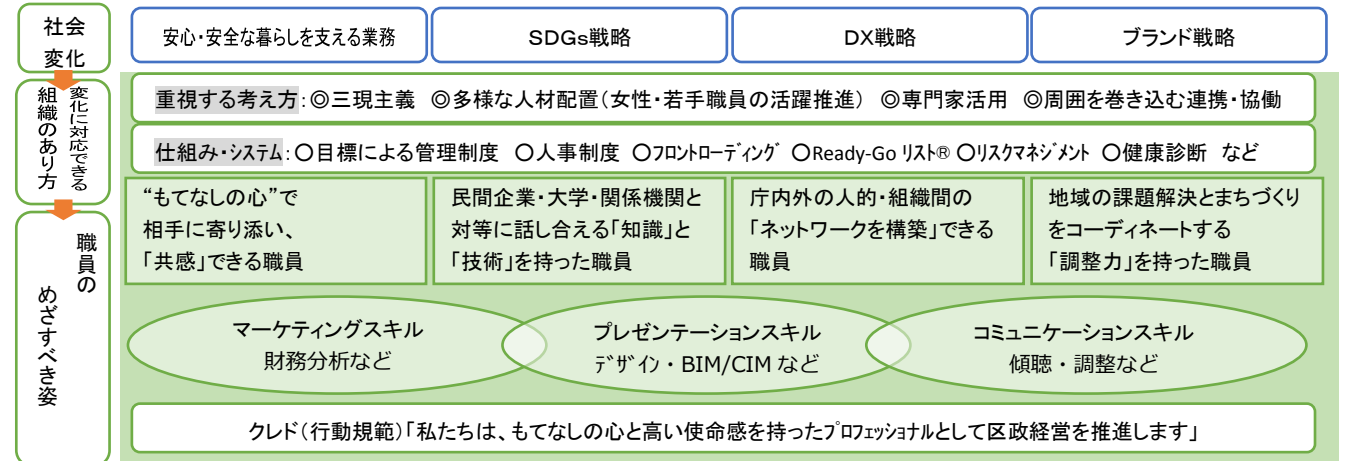 社会
変化
安心・安全な暮らしを支える業務
SDGs戦略
DX戦略
ブランド戦略
変化に対応できる
組織のあり方
重視する考え方:◎三現主義 ◎多様な人材配置(女性・若手職員の活躍推進) ◎専門家活用 ◎周囲を巻き込む連携・協働
仕組み・システム:〇目標による管理制度 〇人事制度 〇フロントローディング 〇Ready-Go リスト® 〇リスクマネジメント 〇健康診断 など
職員の
めざすべき姿
“もてなしの心”で
相手に寄り添い、
「共感」できる職員
民間企業・大学・関係機関と
対等に話し合える「知識」と
「技術」を持った職員
庁内外の人的・組織間の
「ネットワークを構築」できる
職員
地域の課題解決とまちづくり
をコーディネートする
「調整力」を持った職員
マーケティングスキル
財務分析など
プレゼンテーションスキル
デザイン・BIM/CIM など
コミュニケーションスキル
傾聴・調整など
クレド(行動規範)「私たちは、もてなしの心と高い使命感を持ったプロフェッショナルとして区政経営を推進します」